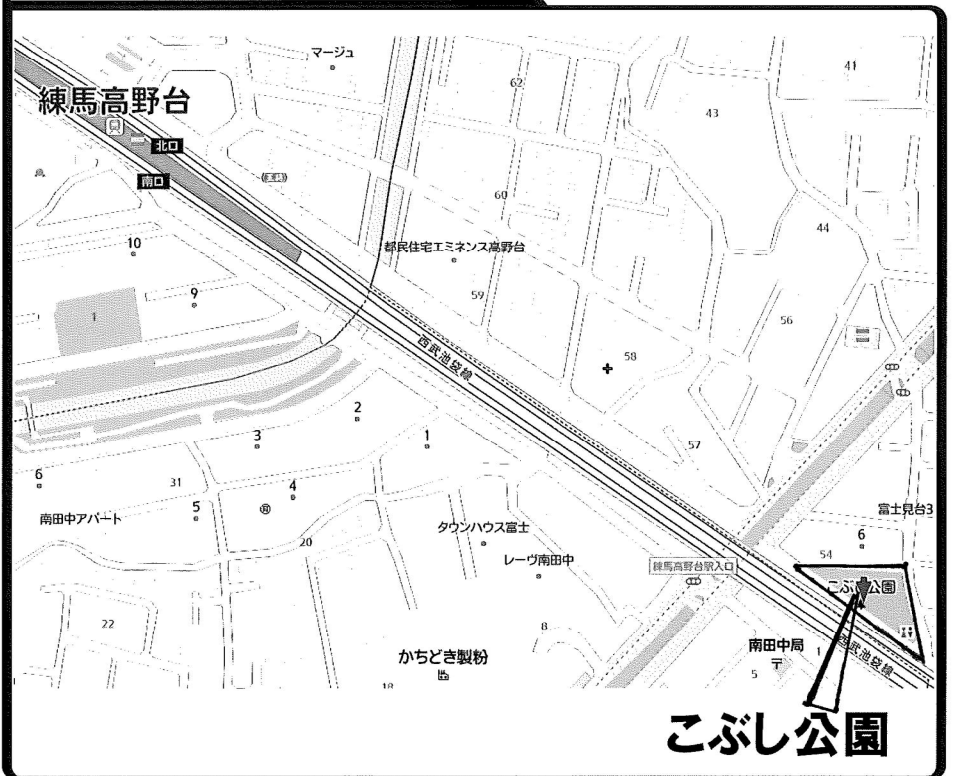 マージュ
62
41
43
練馬高野台
北口
南口
7
60
44
10
都民住宅エミネンス高野台
9
59
1
56
西武池袋線
58
2
3
1
57
6
31
4
富士見台3
南田中アパート
5
タウンハウス富士
6
20
54
レーヴ南田中
練馬高野台駅入口
こぶし公園
22
8
南田中局
〒
1
かちどき製粉
西武池袋線
18
5
こぶし公園